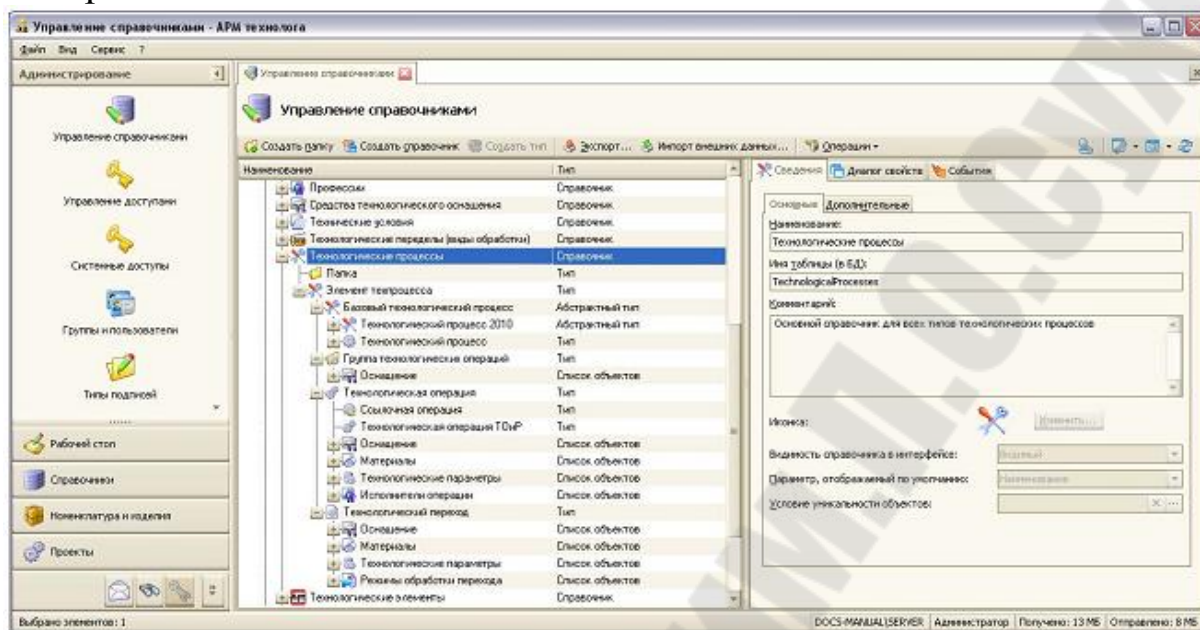 Управление справочниками - АРМ технолога
Файл Вид Сервис ?
Администрирование
Управление справочниками
Управление доступами
Системные доступы
Группы и пользователи
Типы подписей
Рабочий стол
Справочники
Номенклатура и изделия
Проекты
Управление справочниками
Управление справочниками
Создать папку Создать справочник Создать тип Экспорт... Импорт внешних данных... Операции
Наименование Тип
Профессии Справочник
Средства технологического оснащения Справочник
Технические условия Справочник
Технологические переделы (виды обработки) Справочник
Технологические процессы Справочник
Папка Тип
Элемент техпроцесса Тип
Базовый технологический процесс Абстрактный тип
Технологический процесс 2010 Абстрактный тип
Технологический процесс Тип
Группа технологических операций Тип
Оснащение Список объектов
Технологическая операция Тип
Ссылочная операция Тип
Технологическая операция ТОиР Тип
Оснащение Список объектов
Материалы Список объектов
Технологические параметры Список объектов
Исполнители операции Список объектов
Технологический переход Тип
Оснащение Список объектов
Материалы Список объектов
Технологические параметры Список объектов
Режимы обработки перехода Список объектов
Технологические элементы Справочник
Сведения Диалог свойств События
Основные Дополнительные
Наименование:
Технологические процессы
Имя таблицы (в БД):
TechnologicalProcesses
Комментарий:
Основной справочник для всех типов технологических процессов
Иконка: Изменить...
Видимость справочника в интерфейсе: Видимый
Параметр, отображаемый по умолчанию: Наименование
Условие уникальности объектов:
Выбрано элементов: 1
DOCS-MANUAL\SERVER Администратор Получено: 13 МБ Отправлено: 8 МБ